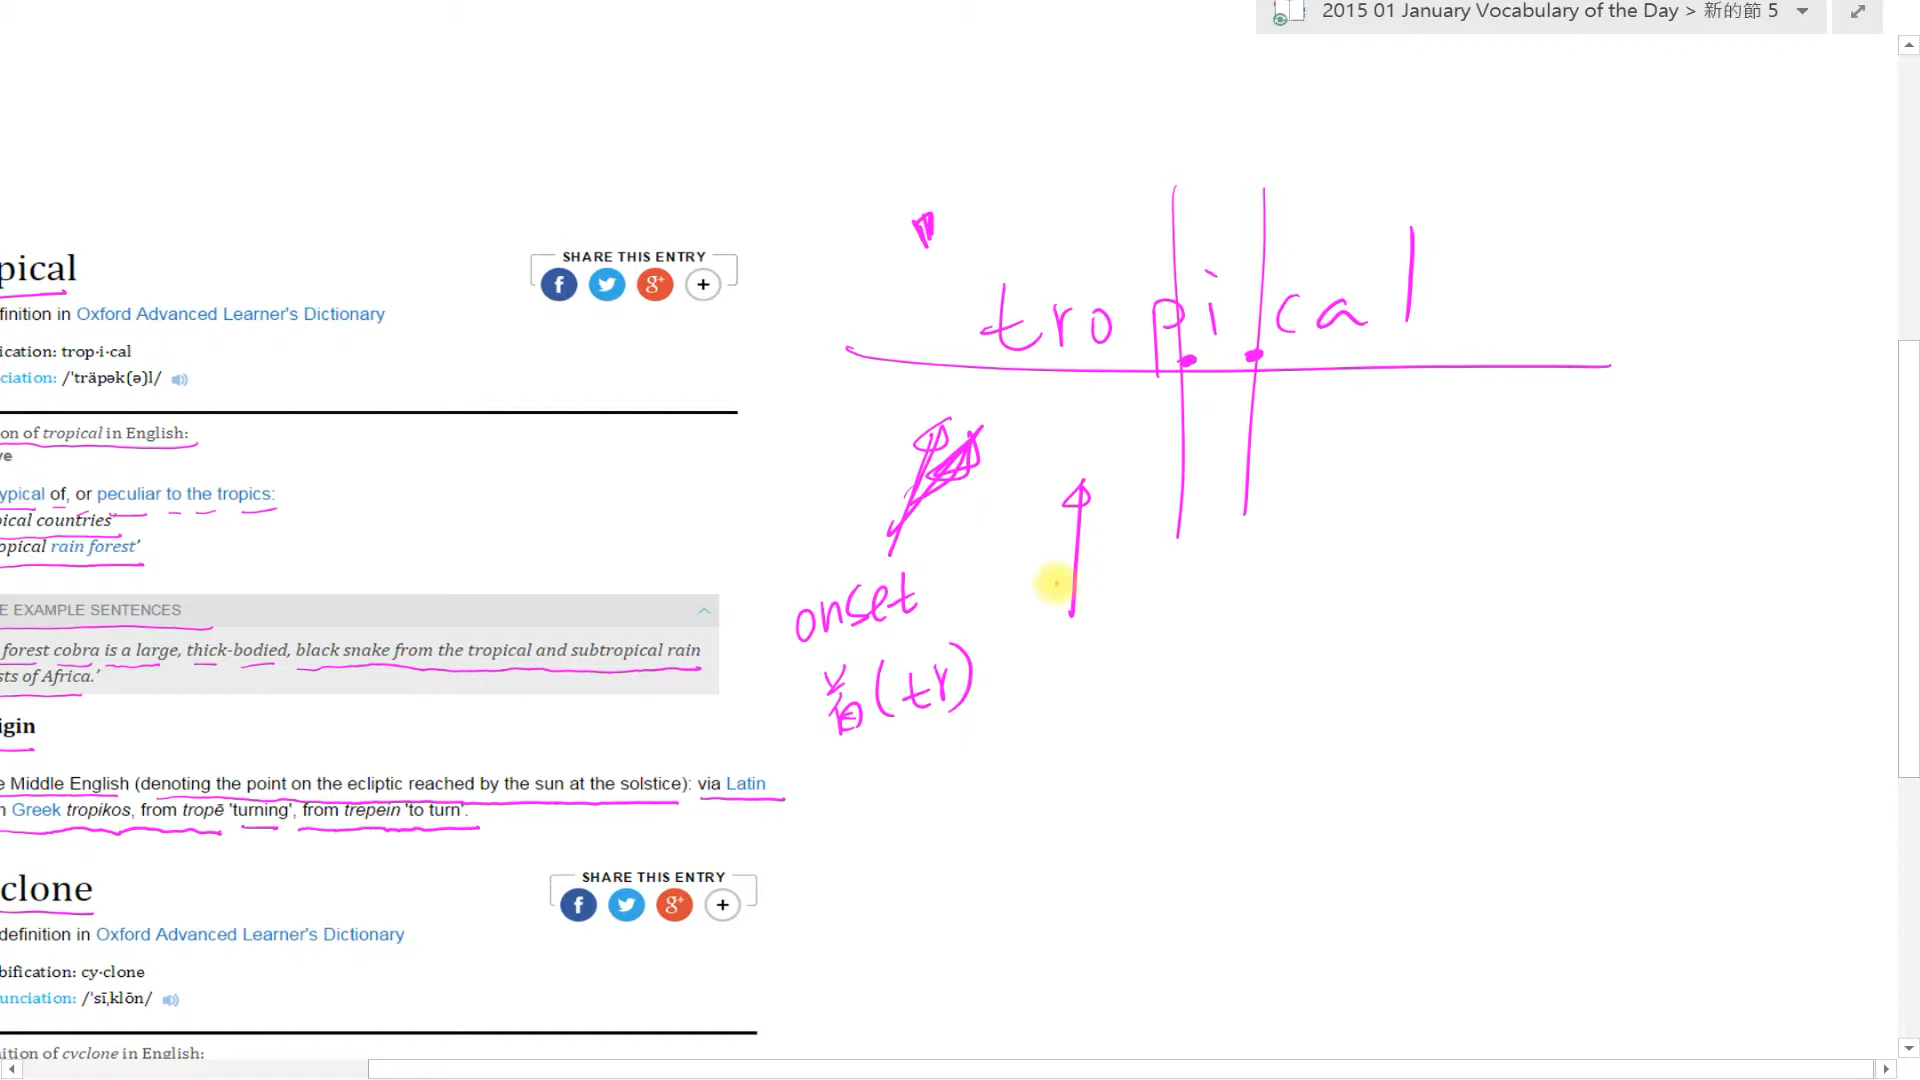 2015 01 January Vocabulary of the Day > 新的節 5
pical
SHARE THIS ENTRY
f
g+
+
finition in Oxford Advanced Learner's Dictionary
ication: trop·i·cal
ciation: /ˈträpək(ə)l/
on of tropical in English:
ve
ypical of, or peculiar to the tropics:
pical countries'
opical rain forest'
E EXAMPLE SENTENCES
forest cobra is a large, thick-bodied, black snake from the tropical and subtropical rain
sts of Africa.'
igin
e Middle English (denoting the point on the ecliptic reached by the sun at the solstice): via Latin
n Greek tropikos, from tropē 'turning', from trepein 'to turn'.
clone
SHARE THIS ENTRY
f
g+
+
definition in Oxford Advanced Learner's Dictionary
bification: cy·clone
unciation: /ˈsīˌklōn/
ition of cyclone in English:
tropical
onset
首(tr)